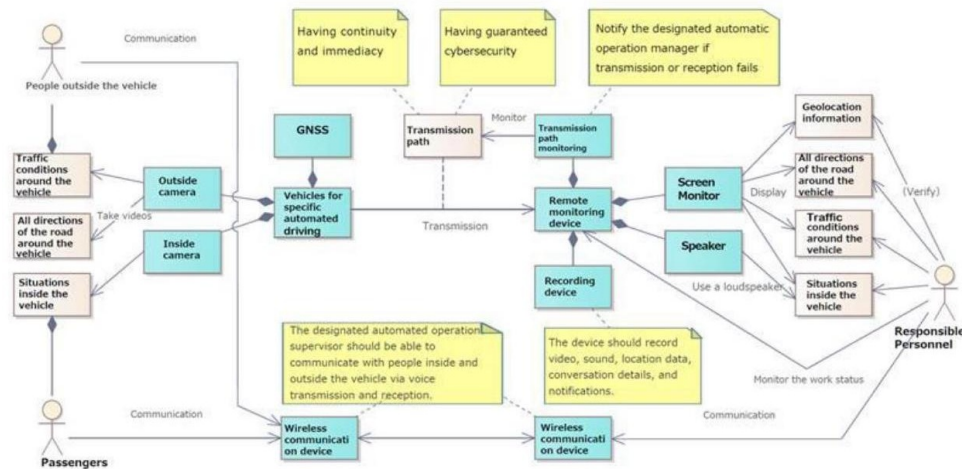 Communication
People outside the vehicle
Having continuity
and immediacy
Having guaranteed
cybersecurity
Notify the designated automatic
operation manager if
transmission or reception fails
GNSS
Transmission
path
Monitor
Transmission
path
monitoring
Geolocation
information
Traffic
conditions
around the
vehicle
Outside
camera
Take videos
Vehicles for
specific
automated
driving
Transmission
Remote
monitoring
device
Screen
Monitor
Display
All directions
of the road
around the
vehicle
(Verify)
All directions
of the road
around the
vehicle
Inside
camera
Speaker
Traffic
conditions
around the
vehicle
Situations
inside the
vehicle
Recording
device
Use a loudspeaker
Situations
inside the
vehicle
Responsible
Personnel
The designated automated operation
supervisor should be able to
communicate with people inside and
outside the vehicle via voice
transmission and reception.
The device should record
video, sound, location data,
conversation details, and
notifications.
Monitor the work status
Communication
Wireless
communicati
on device
Wireless
communicati
on device
Communication
Passengers